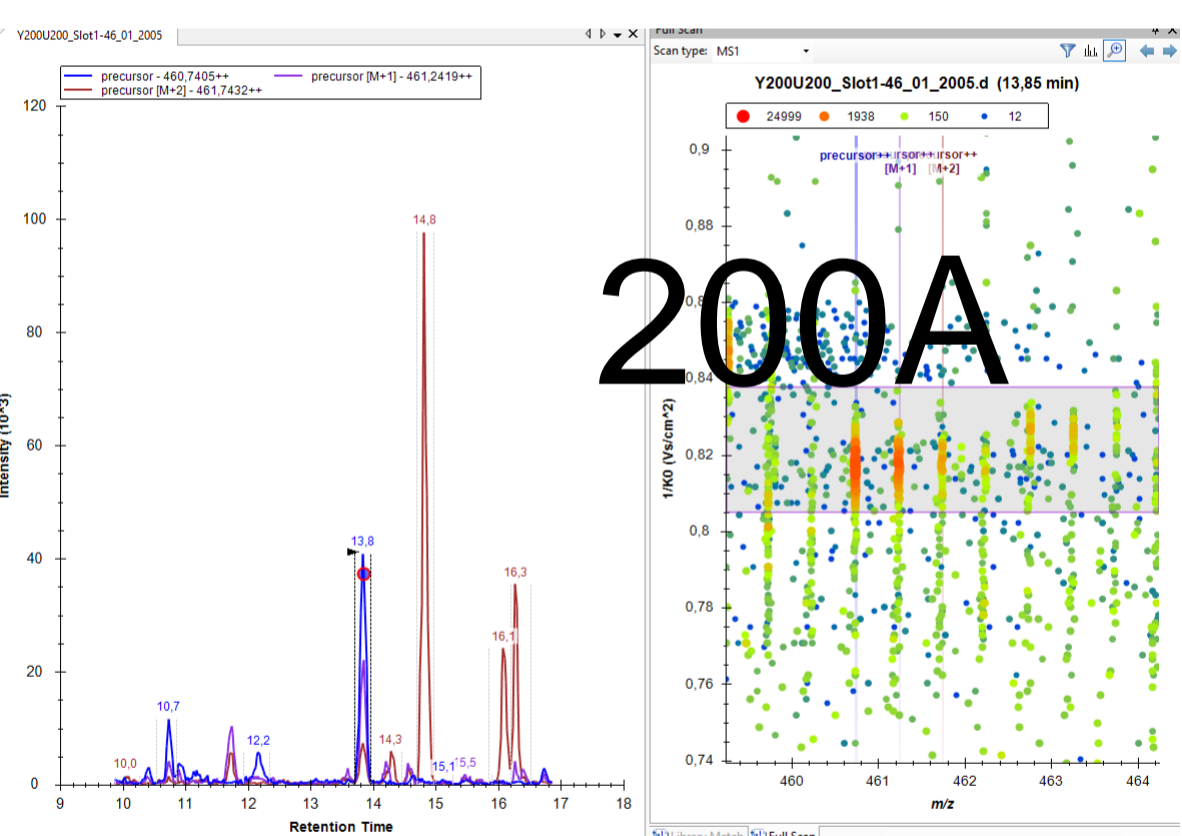 Y200U200_Slot1-46_01_2005
precursor - 460,7405++
precursor [M+1] - 461,2419++
precursor [M+2] - 461,7432++
120
100
80
60
40
20
0
Intensity (10^3)
10,0
10,7
12,2
13,8
14,3
14,8
15,1
16,1
16,3
9 10 11 12 13 14 15 16 17 18
Retention Time
Full Scan
Scan type: MS1
Y200U200_Slot1-46_01_2005.d (13,85 min)
24999 1938 150 12
precursor++
[M+1] [M+2]
200A
0,9
0,88
0,84
0,82
0,8
0,78
0,76
0,74
1/K0 (Vs/cm^2)
460 461 462 463 464
m/z
Library Match Full Scan